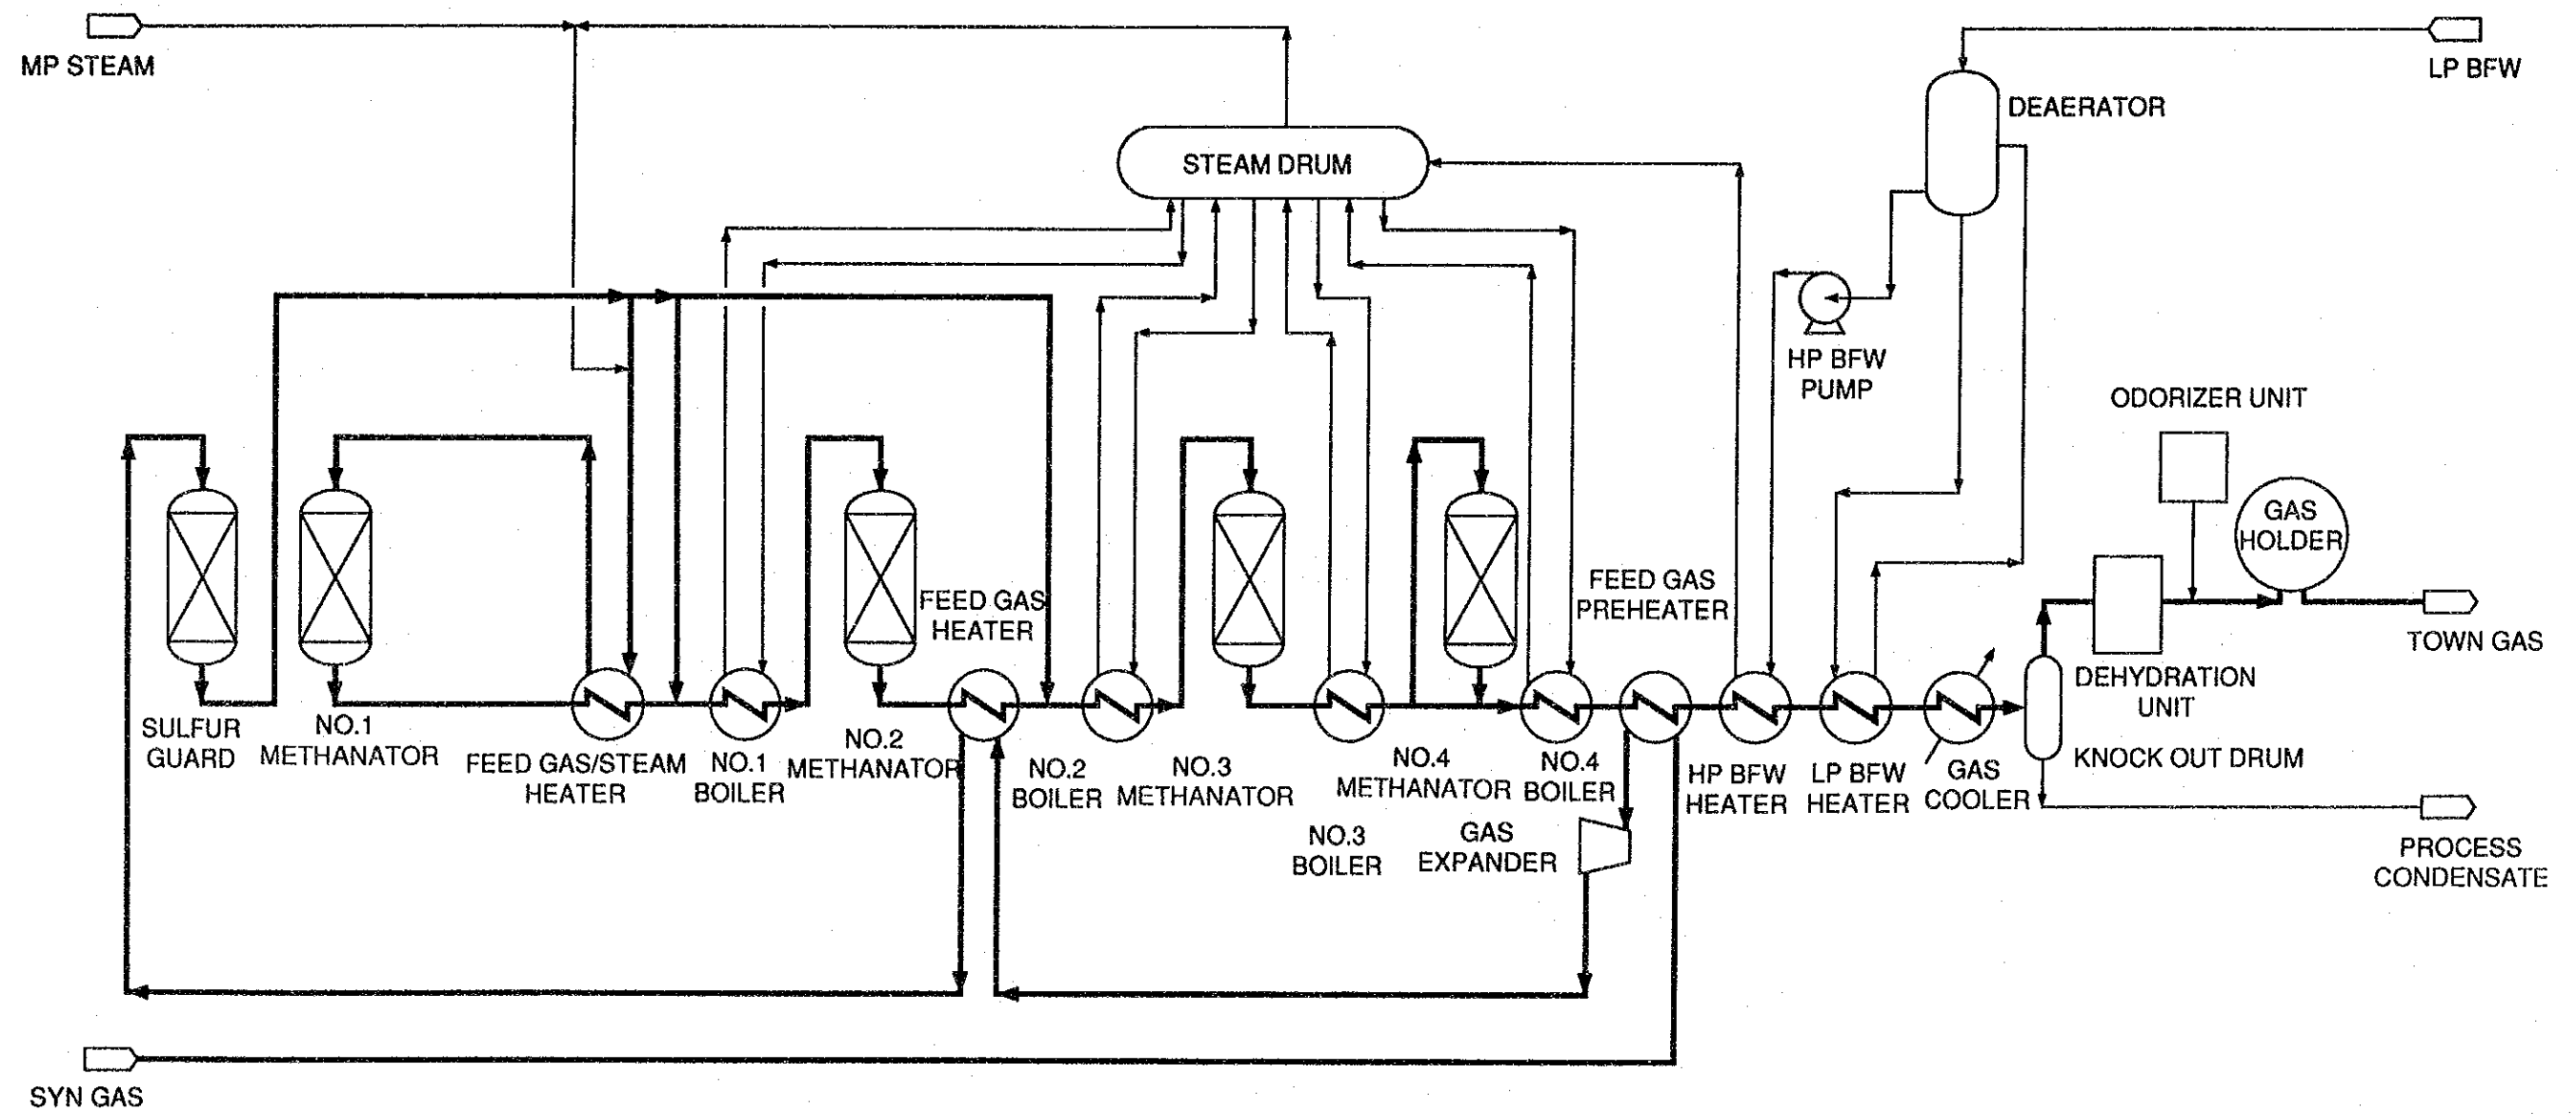 MP STEAM
LP BFW
DEAERATOR
STEAM DRUM
HP BFW
PUMP
ODORIZER UNIT
GAS
HOLDER
FEED GAS
PREHEATER
FEED GAS
HEATER
TOWN GAS
DEHYDRATION
UNIT
SULFUR
GUARD
NO.1
METHANATOR
FEED GAS/STEAM
HEATER
NO.1
BOILER
NO.2
METHANATOR
NO.2
BOILER
NO.3
METHANATOR
NO.4
METHANATOR
NO.4
BOILER
HP BFW
HEATER
LP BFW
HEATER
GAS
COOLER
KNOCK OUT DRUM
NO.3
BOILER
GAS
EXPANDER
PROCESS
CONDENSATE
SYN GAS